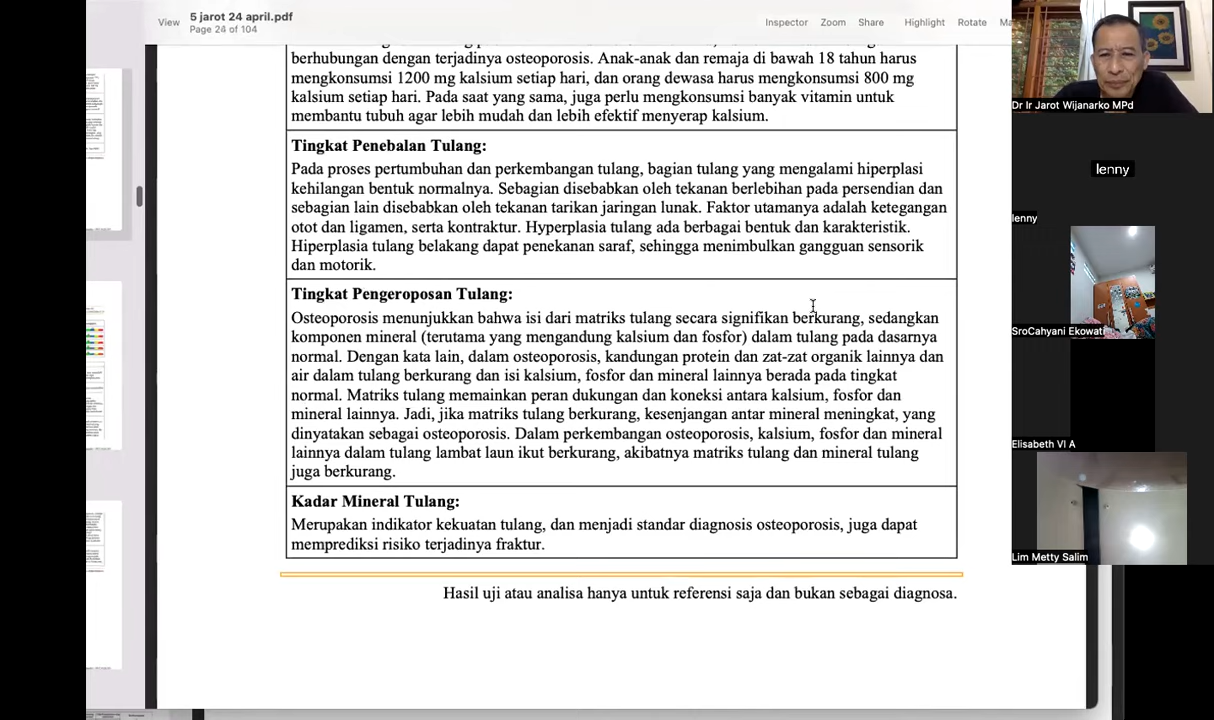 View
5 jarot 24 april.pdf
Page 24 of 104
Inspector
Zoom
Share
Highlight
Rotate
berhubungan dengan terjadinya osteoporosis. Anak-anak dan remaja di bawah 18 tahun harus
mengkonsumsi 1200 mg kalsium setiap hari, dan orang dewasa harus mengkonsumsi 800 mg
kalsium setiap hari. Pada saat yang sama, juga perlu mengkonsumsi banyak vitamin untuk
membantu tubuh agar lebih mudah dan lebih efektif menyerap kalsium.
Tingkat Penebalan Tulang:
Pada proses pertumbuhan dan perkembangan tulang, bagian tulang yang mengalami hiperplasi
kehilangan bentuk normalnya. Sebagian disebabkan oleh tekanan berlebihan pada persendian dan
sebagian lain disebabkan oleh tekanan tarikan jaringan lunak. Faktor utamanya adalah ketegangan
otot dan ligamen, serta kontraktur. Hyperplasia tulang ada berbagai bentuk dan karakteristik.
Hiperplasia tulang belakang dapat penekanan saraf, sehingga menimbulkan gangguan sensorik
dan motorik.
Tingkat Pengeroposan Tulang:
Osteoporosis menunjukkan bahwa isi dari matriks tulang secara signifikan berkurang, sedangkan
komponen mineral (terutama yang mengandung kalsium dan fosfor) dalam tulang pada dasarnya
normal. Dengan kata lain, dalam osteoporosis, kandungan protein dan zat-zat organik lainnya dan
air dalam tulang berkurang dan isi kalsium, fosfor dan mineral lainnya berada pada tingkat
normal. Matriks tulang memainkan peran dukungan dan koneksi antara kalsium, fosfor dan
mineral lainnya. Jadi, jika matriks tulang berkurang, kesenjangan antar mineral meningkat, yang
dinyatakan sebagai osteoporosis. Dalam perkembangan osteoporosis, kalsium, fosfor dan mineral
lainnya dalam tulang lambat laun ikut berkurang, akibatnya matriks tulang dan mineral tulang
juga berkurang.
Kadar Mineral Tulang:
Merupakan indikator kekuatan tulang, dan menjadi standar diagnosis osteoporosis, juga dapat
memprediksi risiko terjadinya fraktur.
Hasil uji atau analisa hanya untuk referensi saja dan bukan sebagai diagnosa.
Dr Ir Jarot Wijanarko MPd
lenny
lenny
SroCahyani Ekowati
Elisabeth VI A
Lim Metty Salim